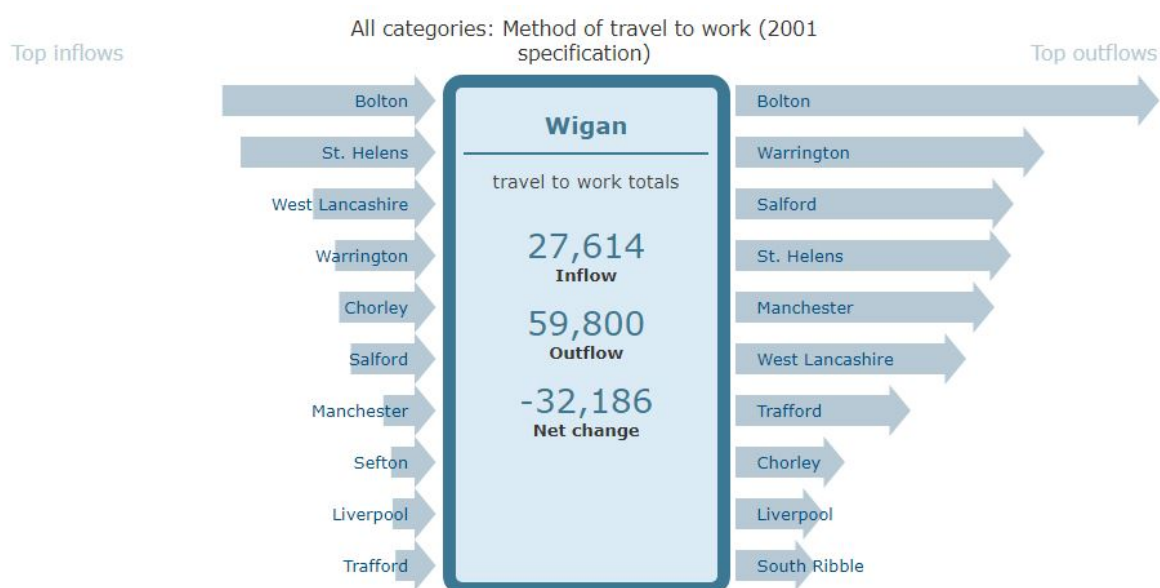 All categories: Method of travel to work (2001
specification)
Top inflows
Top outflows
Bolton
St. Helens
West Lancashire
Warrington
Chorley
Salford
Manchester
Sefton
Liverpool
Trafford
Wigan
travel to work totals
27,614
Inflow
59,800
Outflow
-32,186
Net change
Bolton
Warrington
Salford
St. Helens
Manchester
West Lancashire
Trafford
Chorley
Liverpool
South Ribble